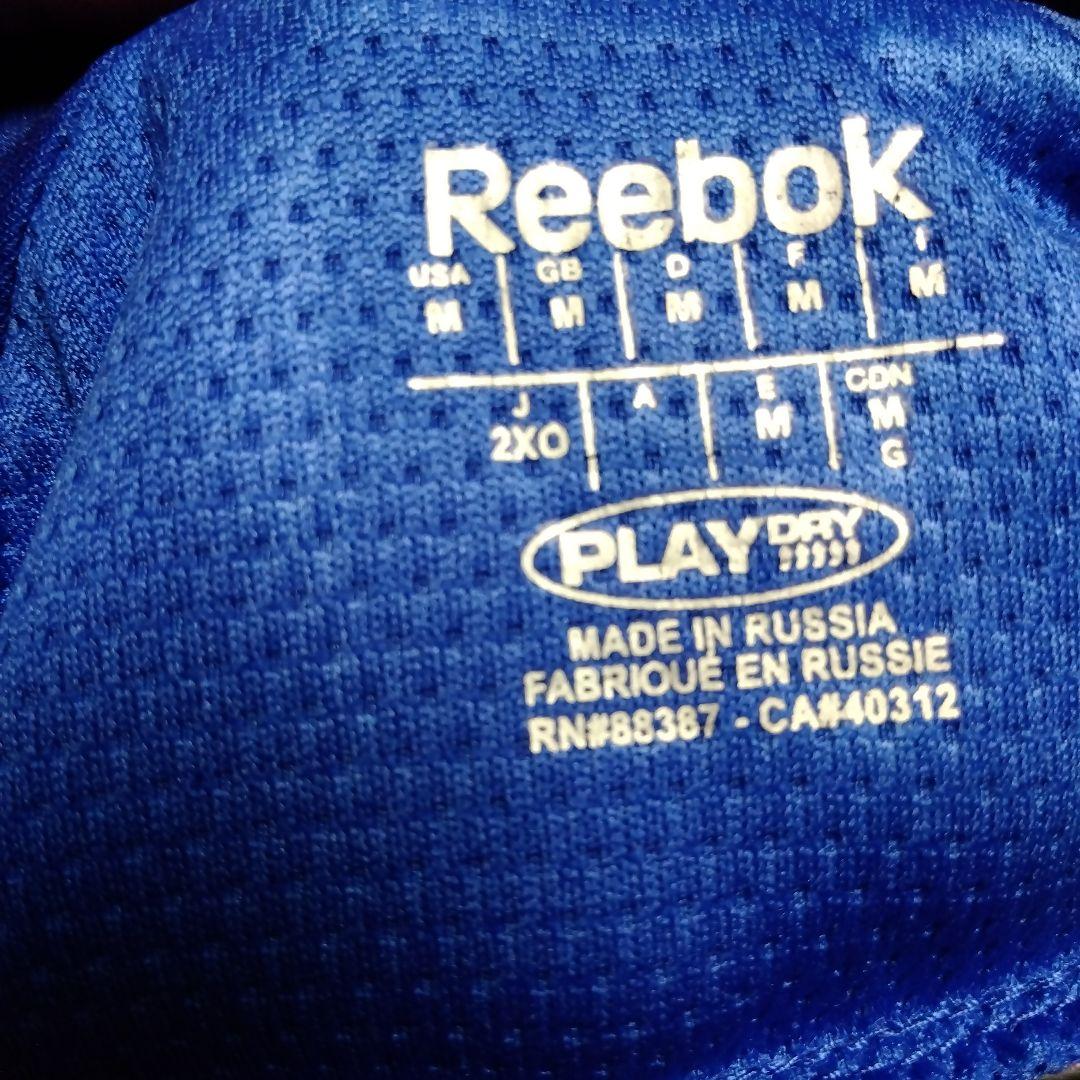 Reebok
USA GB D F I
M M M M M
J A E CDN
2XO M M
G
PLAY DRY
MADE IN RUSSIA
FABRIQUÉ EN RUSSIE
RN#88387 - CA#40312